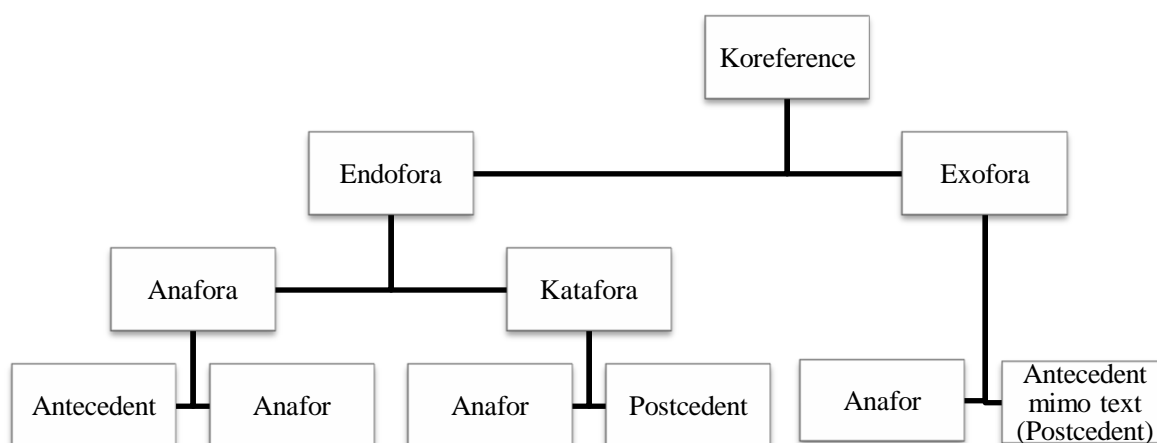 Koreference
Endofora
Exofora
Anafora
Katafora
Antecedent
Anafor
Anafor
Postcedent
Anafor
Antecedent
mimo text
(Postcedent)